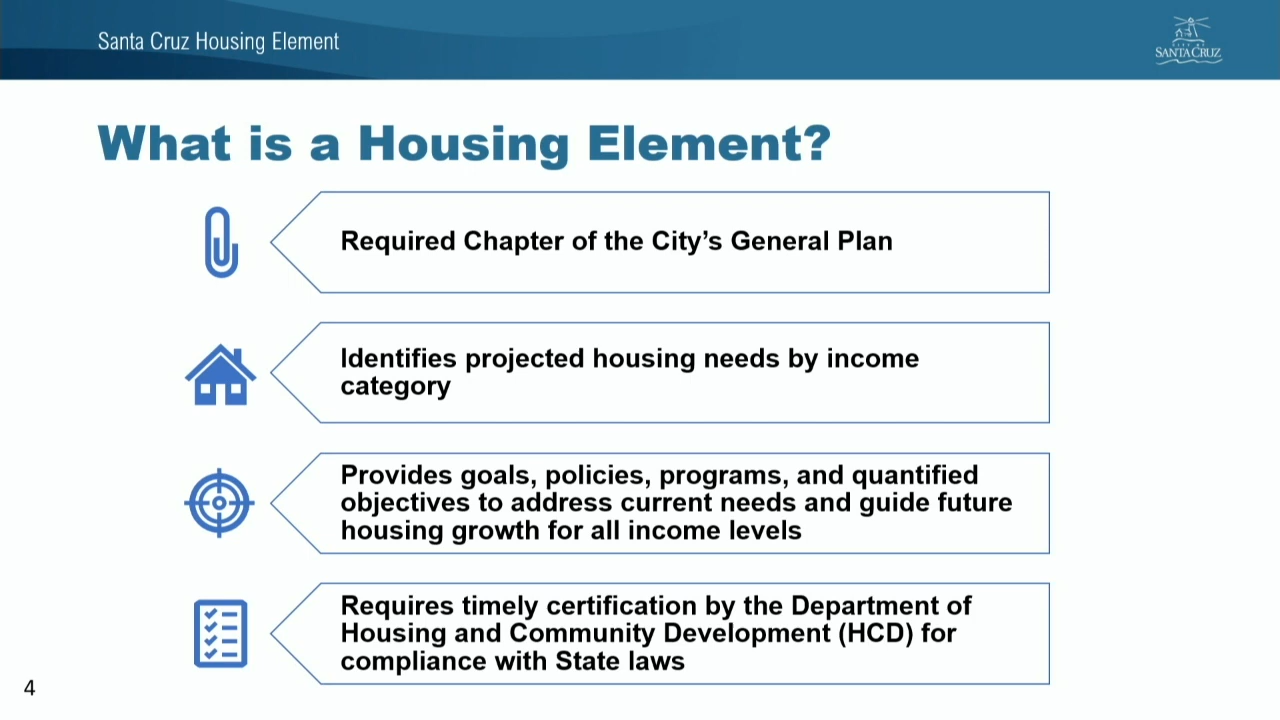 Santa Cruz Housing Element
CITY OF
SANTA CRUZ
What is a Housing Element?
Required Chapter of the City’s General Plan
Identifies projected housing needs by income
category
Provides goals, policies, programs, and quantified
objectives to address current needs and guide future
housing growth for all income levels
Requires timely certification by the Department of
Housing and Community Development (HCD) for
compliance with State laws
4